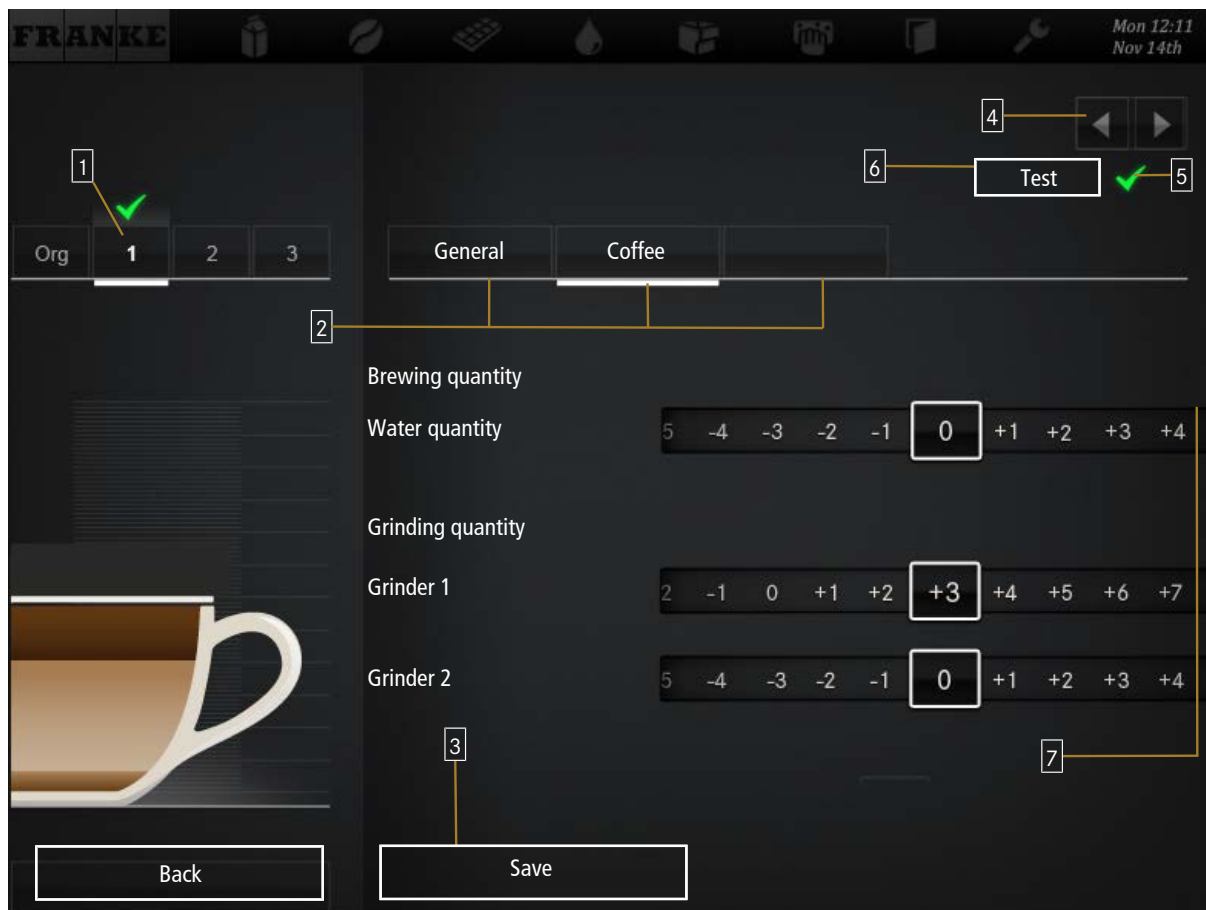 FRANKE
Mon 12:11
Nov 14th
4
1
6 Test 5
Org 1 2 3 General Coffee
2
Brewing quantity
Water quantity 5 -4 -3 -2 -1 0 +1 +2 +3 +4
Grinding quantity
Grinder 1 2 -1 0 +1 +2 +3 +4 +5 +6 +7
Grinder 2 5 -4 -3 -2 -1 0 +1 +2 +3 +4
3
7
Back Save